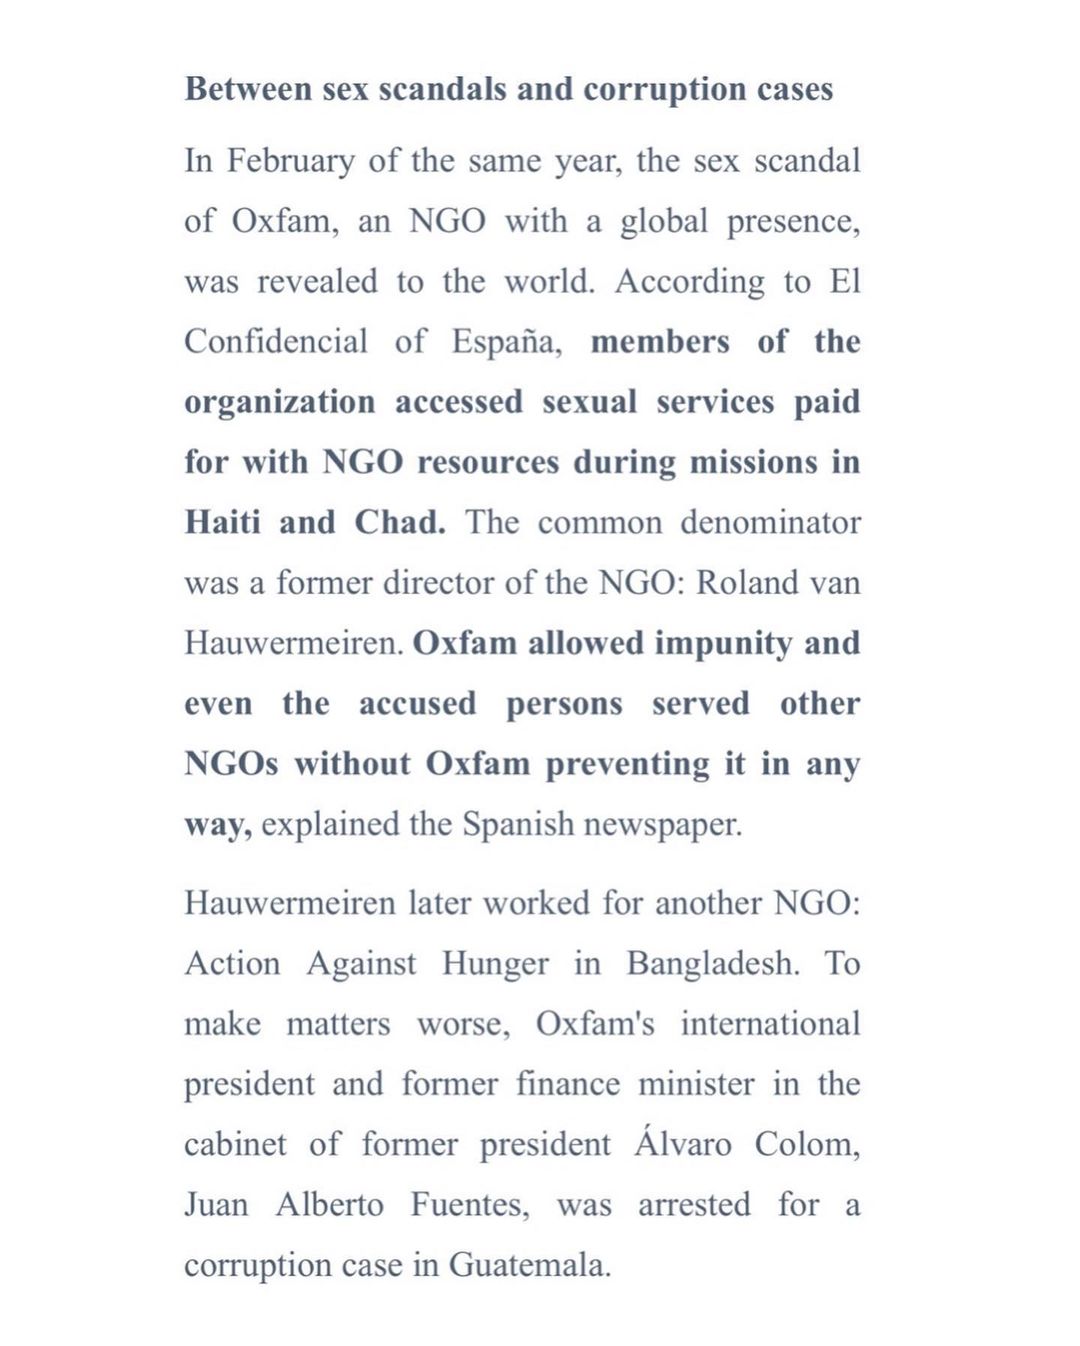 Between sex scandals and corruption cases
In February of the same year, the sex scandal
of Oxfam, an NGO with a global presence,
was revealed to the world. According to El
Confidencial of España, members of the
organization accessed sexual services paid
for with NGO resources during missions in
Haiti and Chad. The common denominator
was a former director of the NGO: Roland van
Hauwermeiren. Oxfam allowed impunity and
even the accused persons served other
NGOs without Oxfam preventing it in any
way, explained the Spanish newspaper.
Hauwermeiren later worked for another NGO:
Action Against Hunger in Bangladesh. To
make matters worse, Oxfam's international
president and former finance minister in the
cabinet of former president Álvaro Colom,
Juan Alberto Fuentes, was arrested for a
corruption case in Guatemala.